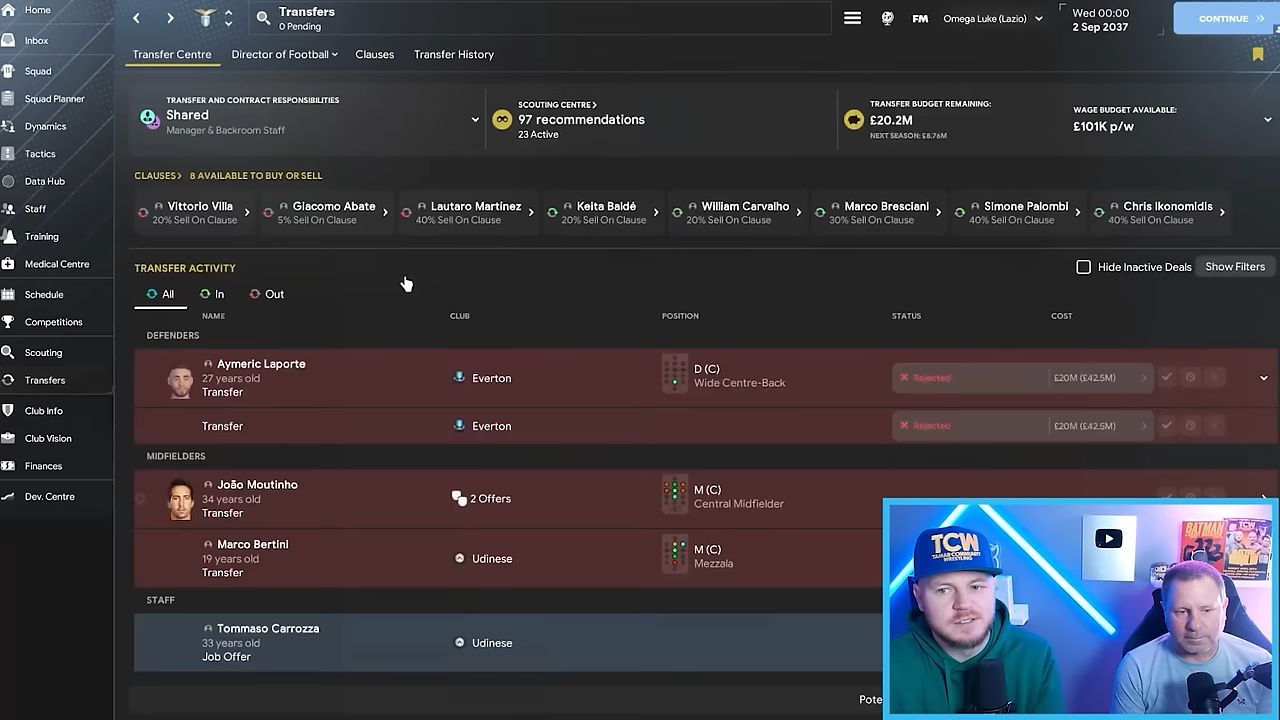 Home
Inbox
Squad
Squad Planner
Dynamics
Tactics
Data Hub
Staff
Training
Medical Centre
Schedule
Competitions
Scouting
Transfers
Club Info
Club Vision
Finances
Dev. Centre
Transfers
0 Pending
FM
Omega Luke (Lazio)
Wed 00:00
2 Sep 2037
CONTINUE
Transfer Centre
Director of Football
Clauses
Transfer History
TRANSFER AND CONTRACT RESPONSIBILITIES
Shared
Manager & Backroom Staff
SCOUTING CENTRE >
97 recommendations
23 Active
TRANSFER BUDGET REMAINING:
£20.2M
NEXT SEASON: £8.76M
WAGE BUDGET AVAILABLE:
£101K p/w
CLAUSES > 8 AVAILABLE TO BUY OR SELL
Vittorio Villa
20% Sell On Clause
Giacomo Abate
5% Sell On Clause
Lautaro Martínez
40% Sell On Clause
Keita Baldé
20% Sell On Clause
William Carvalho
20% Sell On Clause
Marco Bresciani
30% Sell On Clause
Simone Palombi
40% Sell On Clause
Chris Ikonomidis
40% Sell On Clause
TRANSFER ACTIVITY
Hide Inactive Deals
Show Filters
All
In
Out
NAME
CLUB
POSITION
STATUS
COST
DEFENDERS
Aymeric Laporte
27 years old
Transfer
Everton
D (C)
Wide Centre-Back
Rejected
£20M (£42.5M)
Transfer
Everton
Rejected
£20M (£42.5M)
MIDFIELDERS
João Moutinho
34 years old
Transfer
2 Offers
M (C)
Central Midfielder
Marco Bertini
19 years old
Transfer
Udinese
M (C)
Mezzala
STAFF
Tommaso Carrozza
33 years old
Job Offer
Udinese
Pote
TCW
TAMAR COMMUNITY
WRESTLING
BATMAN
TCW